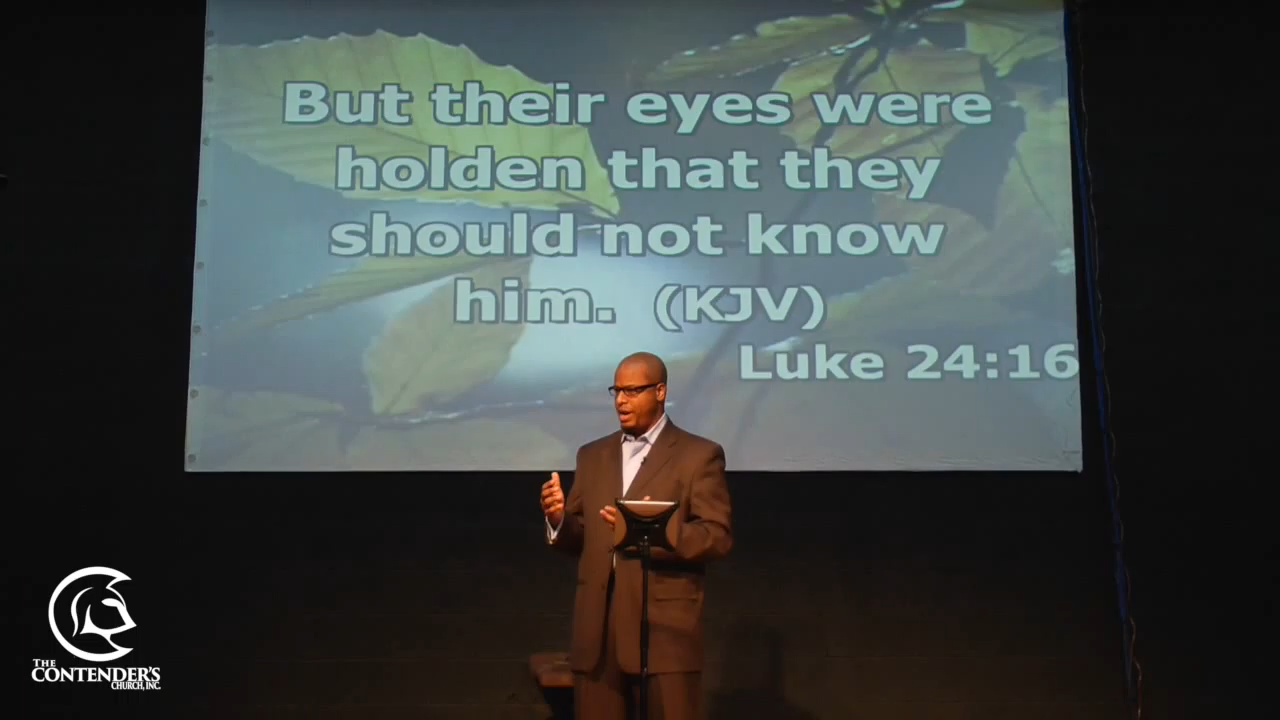 But their eyes were
holden that they
should not know
him. (KJV)
Luke 24:16
THE
CONTENDER'S
CHURCH, INC.